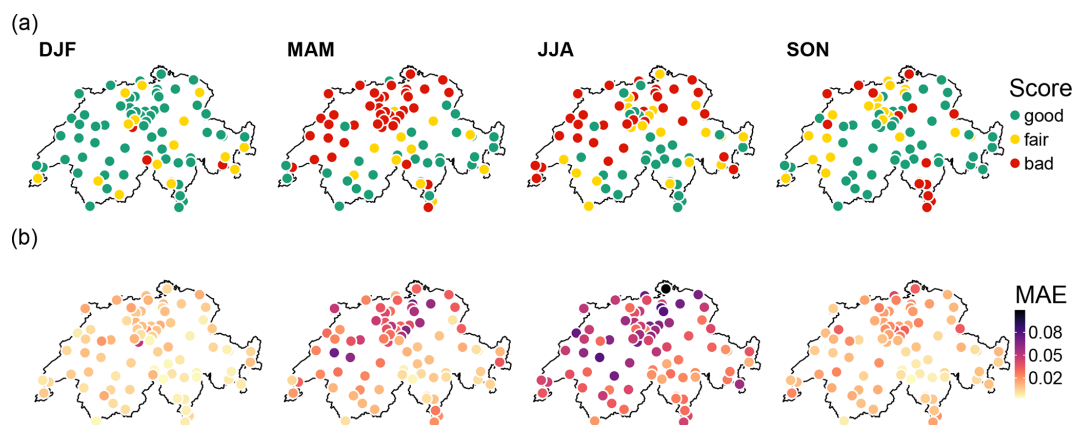 (a)
DJF
MAM
JJA
SON
Score
good
fair
bad
(b)
MAE
0.08
0.05
0.02